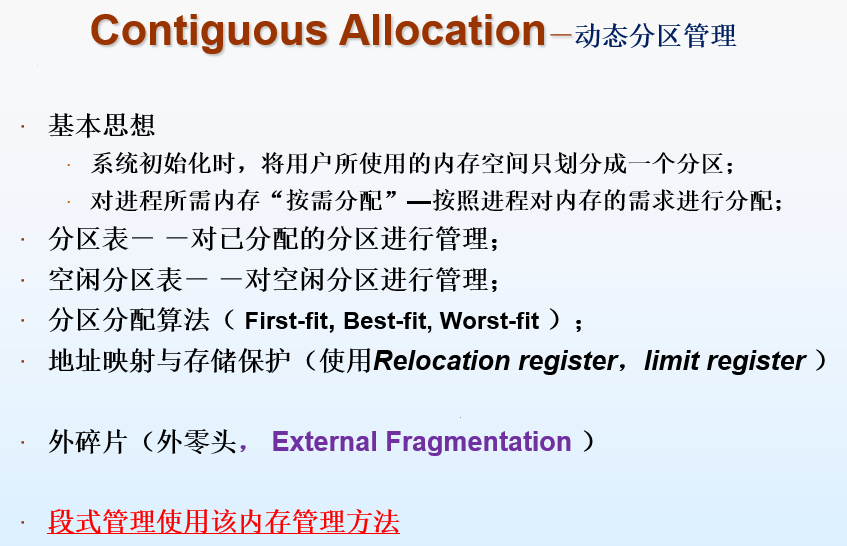 Contiguous Allocation－动态分区管理
· 基本思想
· 系统初始化时，将用户所使用的内存空间只划分成一个分区；
· 对进程所需内存“按需分配”—按照进程对内存的需求进行分配；
· 分区表－ －对已分配的分区进行管理；
· 空闲分区表－ －对空闲分区进行管理；
· 分区分配算法（ First-fit, Best-fit, Worst-fit ）；
· 地址映射与存储保护（使用Relocation register，limit register ）
· 外碎片（外零头， External Fragmentation ）
· 段式管理使用该内存管理方法